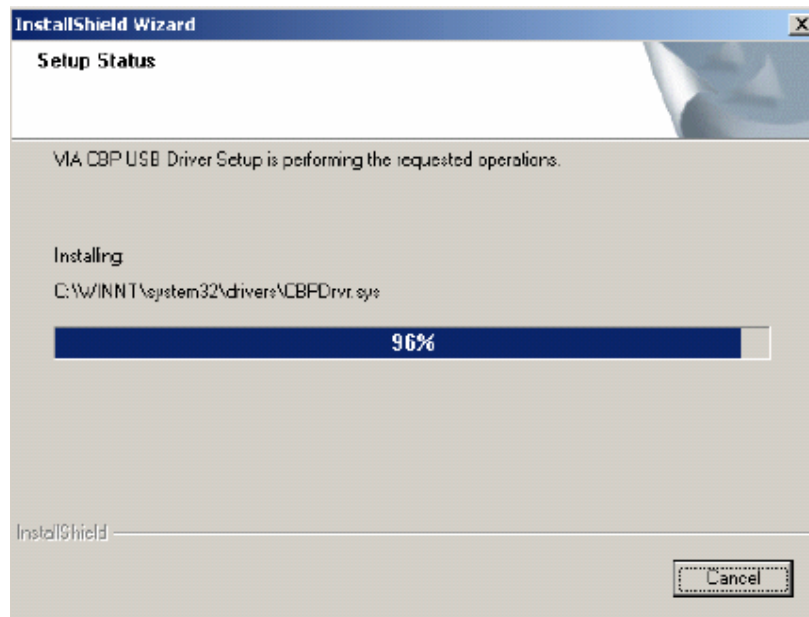 InstallShield Wizard
Setup Status
VIA CBP USB Driver Setup is performing the requested operations.
Installing:
C:\WINNT\system32\drivers\CBPDrvr.sys
96%
InstallShield
Cancel